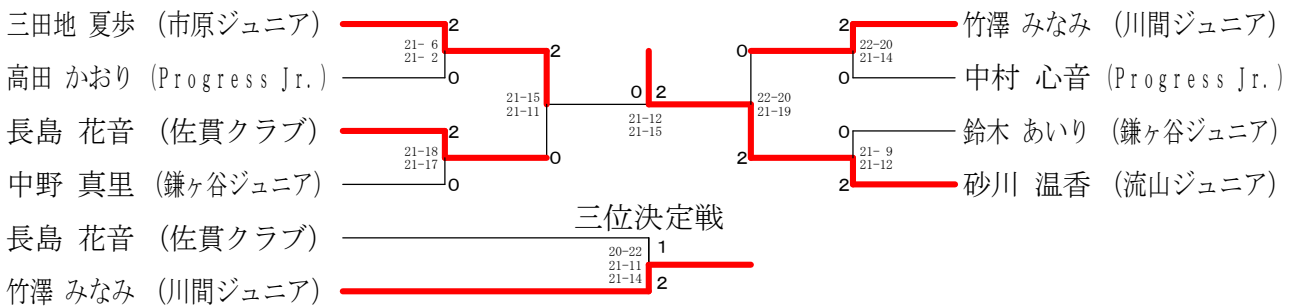 三田地 夏歩 (市原ジュニア)
2
21- 6
21- 2
0
高田 かおり (Progress Jr.)
2
21-15
21-11
0
長島 花音 (佐貫クラブ)
2
21-18
21-17
0
中野 真里 (鎌ヶ谷ジュニア)
0 2
21-12
21-15
竹澤 みなみ (川間ジュニア)
2
22-20
21-14
0
中村 心音 (Progress Jr.)
0
22-20
21-19
2
鈴木 あいり (鎌ヶ谷ジュニア)
0
21- 9
21-12
2
砂川 温香 (流山ジュニア)
三位決定戦
長島 花音 (佐貫クラブ)
1
20-22
21-11
21-14
2
竹澤 みなみ (川間ジュニア)